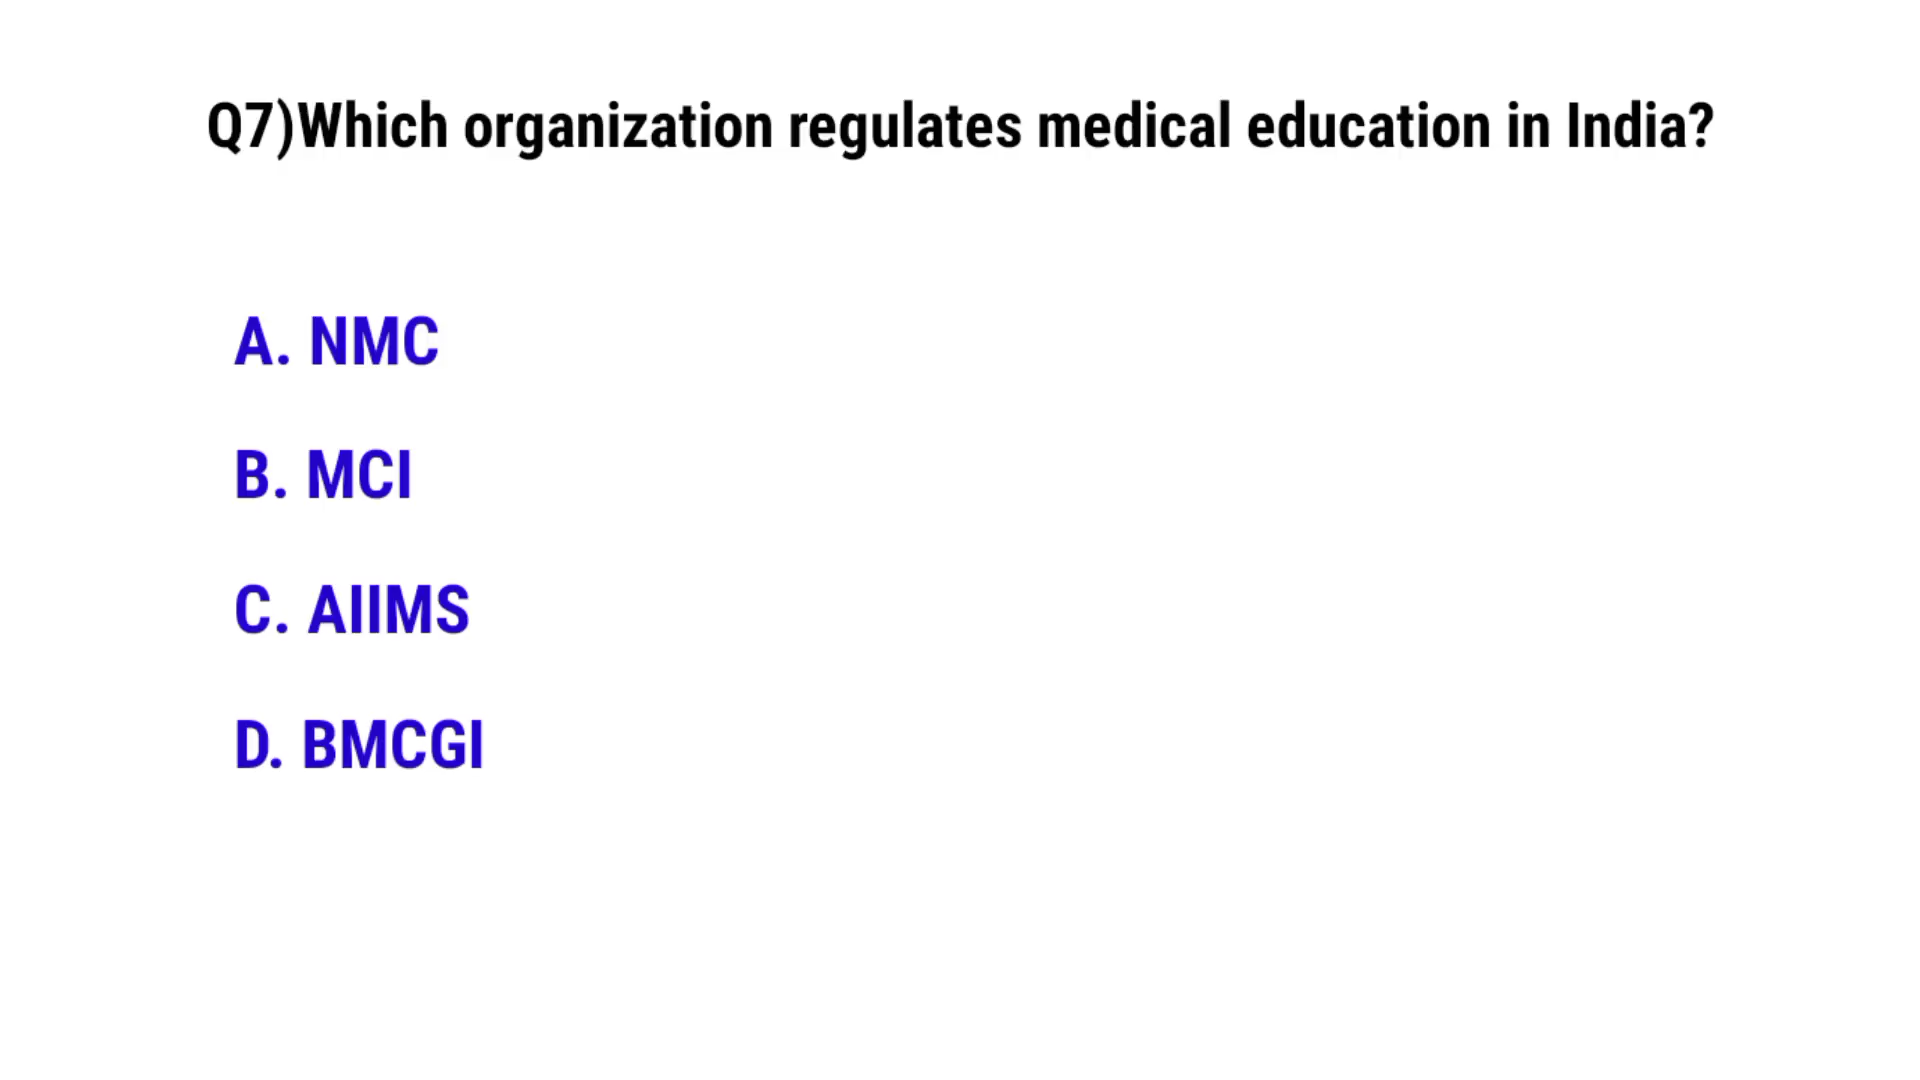 Q7)Which organization regulates medical education in India?
A. NMC
B. MCI
C. AIIMS
D. BMCGI